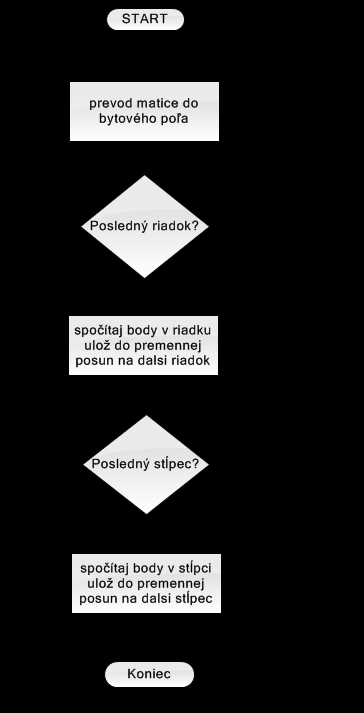 START
prevod matice do
bytového poľa
Posledný riadok?
spočítaj body v riadku
ulož do premennej
posun na dalsi riadok
Posledný stĺpec?
spočítaj body v stĺpci
ulož do premennej
posun na dalsi stĺpec
Koniec